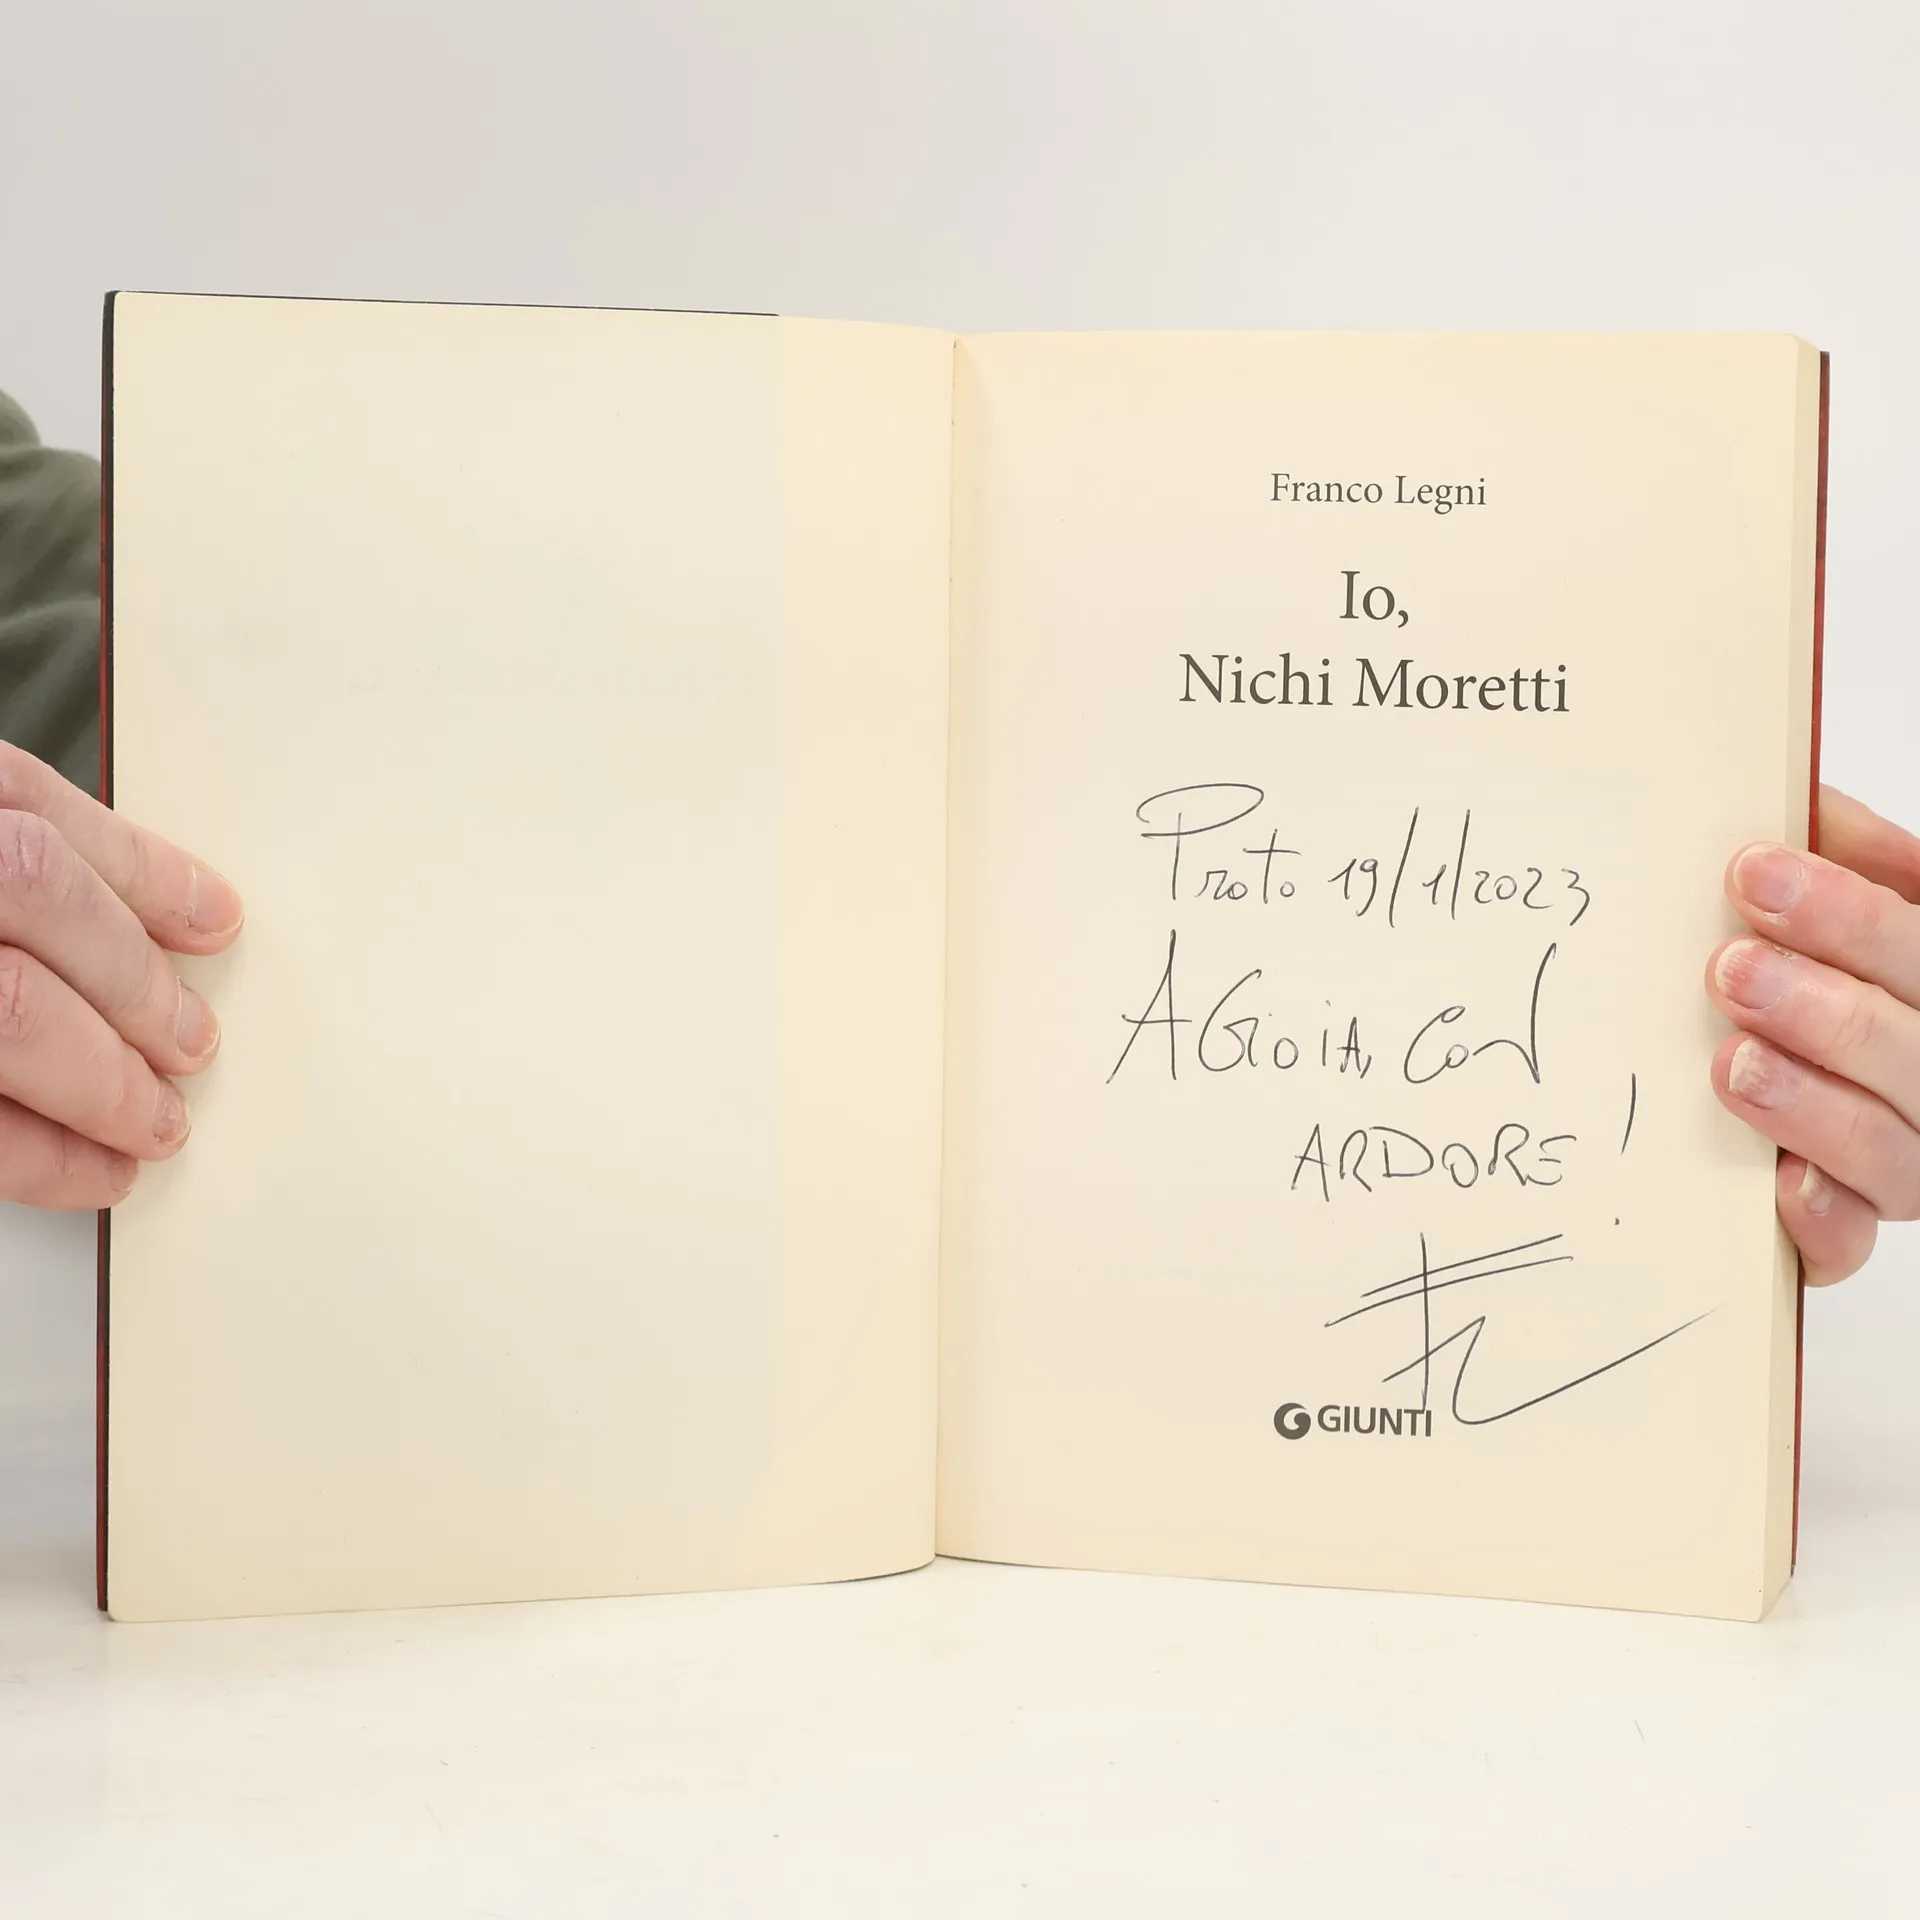 Franco Legni
Io,
Nichi Moretti
Prato 19/1/2023
A GioiA, Con
ARDORE!
GIUNTI